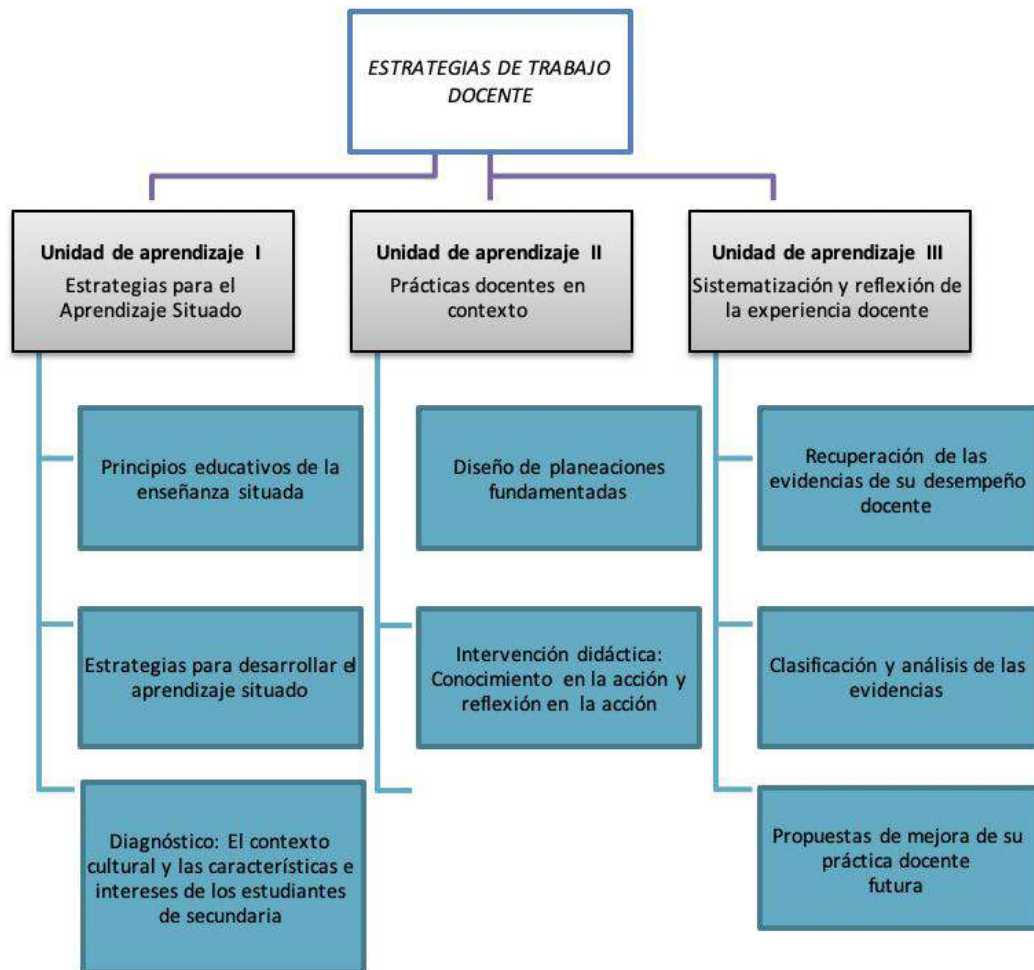 ESTRATEGIAS DE TRABAJO
DOCENTE
Unidad de aprendizaje I
Estrategias para el
Aprendizaje Situado
Principios educativos de la
enseñanza situada
Estrategias para desarrollar el
aprendizaje situado
Diagnóstico: El contexto
cultural y las características e
intereses de los estudiantes
de secundaria
Unidad de aprendizaje II
Prácticas docentes en
contexto
Diseño de planeaciones
fundamentadas
Intervención didáctica:
Conocimiento en la acción y
reflexión en la acción
Unidad de aprendizaje III
Sistematización y reflexión de
la experiencia docente
Recuperación de las
evidencias de su desempeño
docente
Clasificación y análisis de las
evidencias
Propuestas de mejora de su
práctica docente
futura